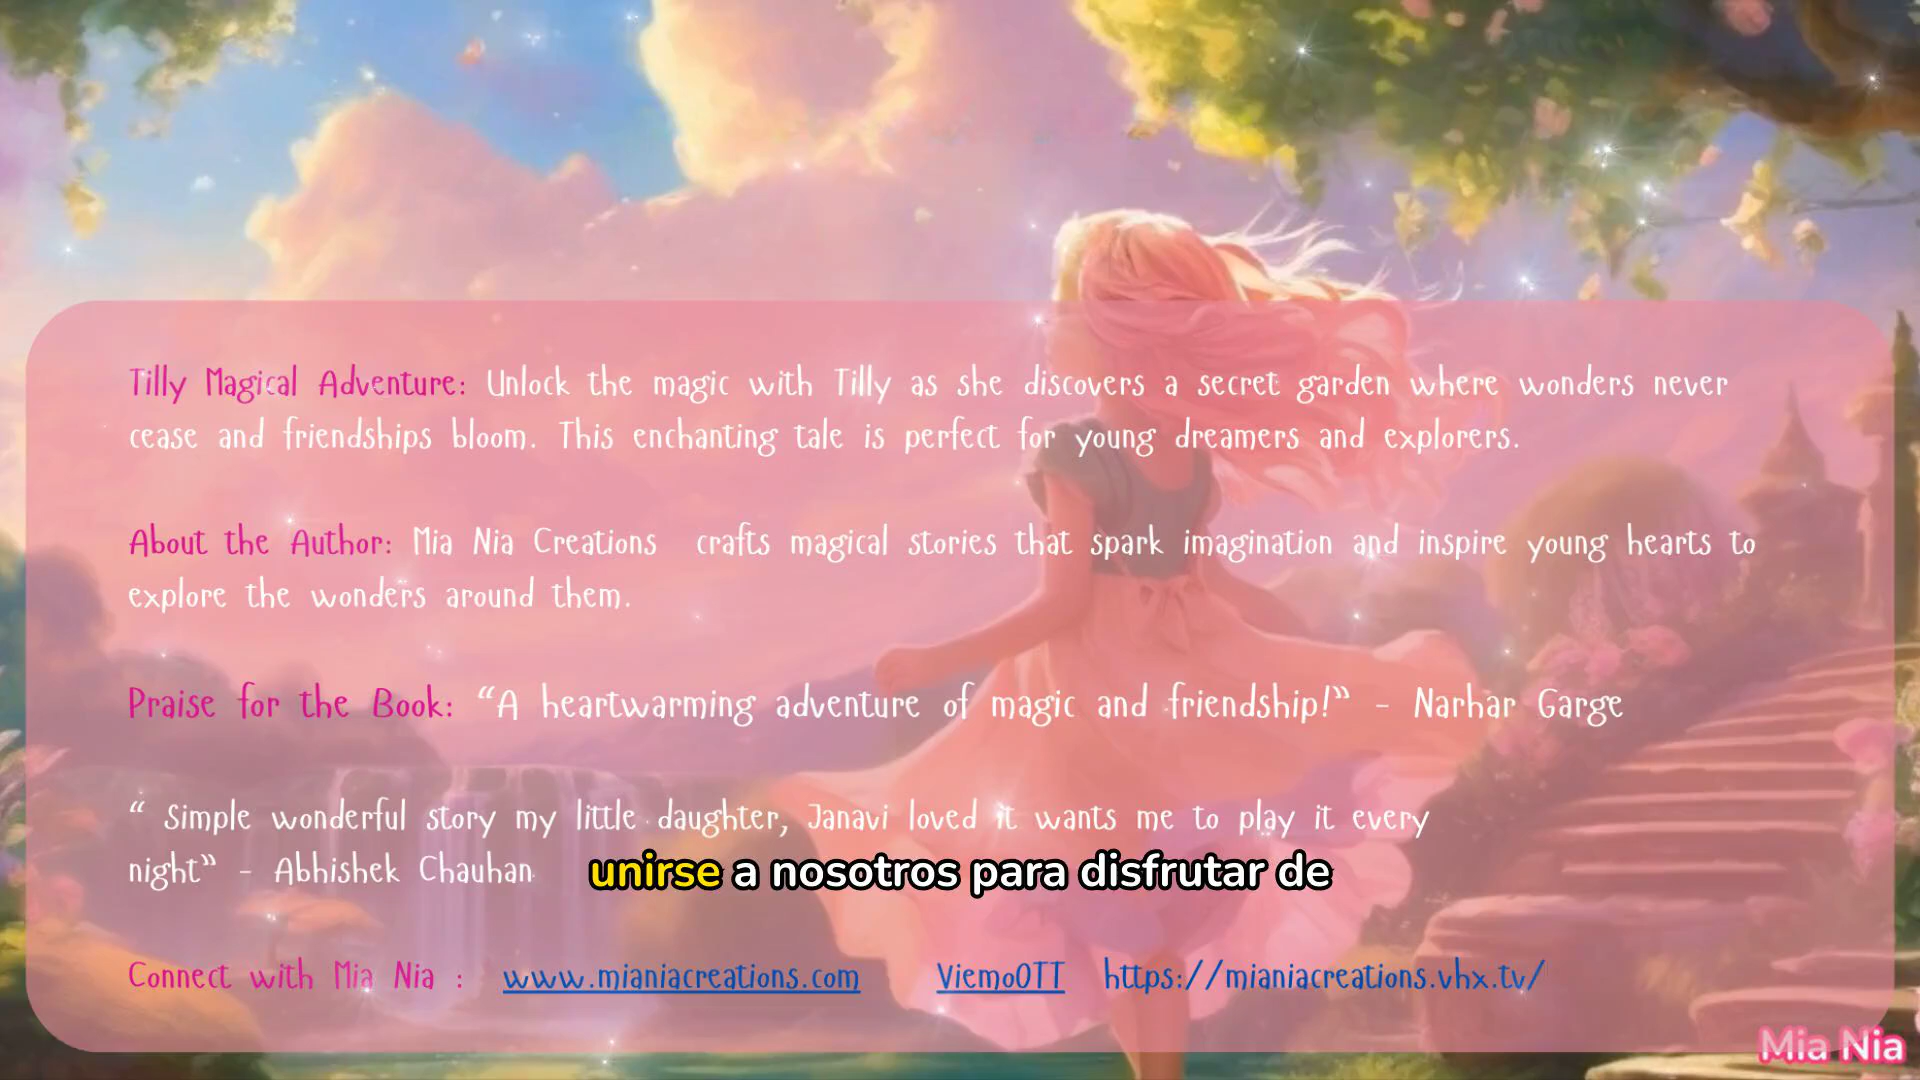 Tilly Magical Adventure: Unlock the magic with Tilly as she discovers a secret garden where wonders never
cease and friendships bloom. This enchanting tale is perfect for young dreamers and explorers.
About the Author: Mia Nia Creations crafts magical stories that spark imagination and inspire young hearts to
explore the wonders around them.
Praise for the Book: “A heartwarming adventure of magic and friendship!” - Narhar Garge
“ Simple wonderful story my little daughter, Janavi loved it wants me to play it every
night” - Abhishek Chauhan
unirse a nosotros para disfrutar de
Connect with Mia Nia : www.mianiacreations.com ViemoOTT https://mianiacreations.vhx.tv/
Mia Nia